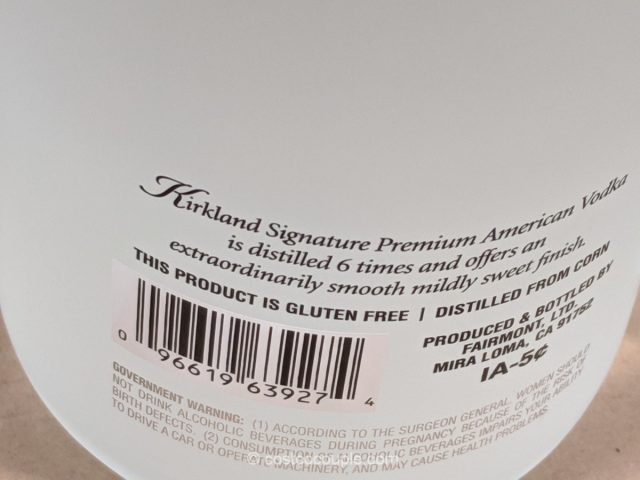 Kirkland Signature Premium American Vodka
is distilled 6 times and offers an
extraordinarily smooth mildly sweet finish.
THIS PRODUCT IS GLUTEN FREE | DISTILLED FROM CORN
PRODUCED & BOTTLED BY
FAIRMONT, LTD.
MIRA LOMA, CA 91752
IA-5¢
0 96619 63927 4
GOVERNMENT WARNING: (1) ACCORDING TO THE SURGEON GENERAL, WOMEN SHOULD
NOT DRINK ALCOHOLIC BEVERAGES DURING PREGNANCY BECAUSE OF THE RISK OF
BIRTH DEFECTS. (2) CONSUMPTION OF ALCOHOLIC BEVERAGES IMPAIRS YOUR ABILITY
TO DRIVE A CAR OR OPERATE MACHINERY, AND MAY CAUSE HEALTH PROBLEMS.
© costcocouple.com